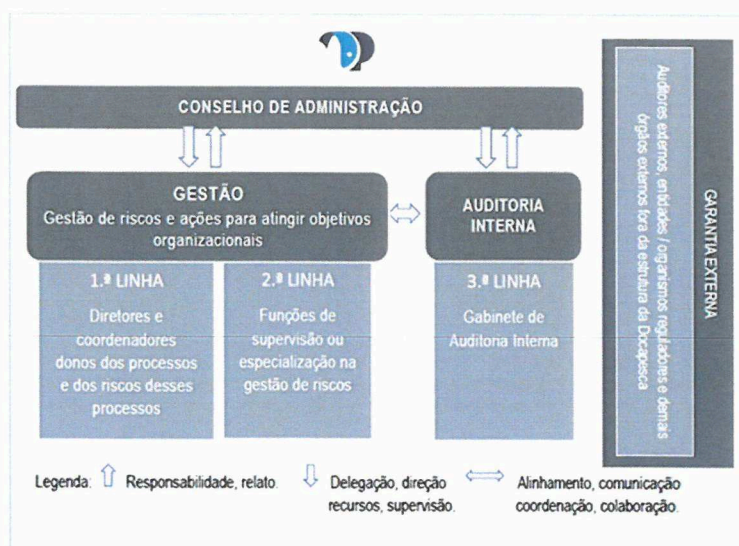 CONSELHO DE ADMINISTRAÇÃO
GESTÃO
Gestão de riscos e ações para atingir objetivos
organizacionais
AUDITORIA
INTERNA
1.ª LINHA
Diretores e
coordenadores
donos dos processos
e dos riscos desses
processos
2.ª LINHA
Funções de
supervisão ou
especialização na
gestão de riscos
3.ª LINHA
Gabinete de
Auditoria Interna
GARANTIA EXTERNA
Auditores externos, entidades / organismos reguladores e demais
órgãos externos fora da estrutura da Docapesca
Legenda: Responsabilidade, relato. Delegação, direção Alinhamento, comunicação
recursos, supervisão. coordenação, colaboração.